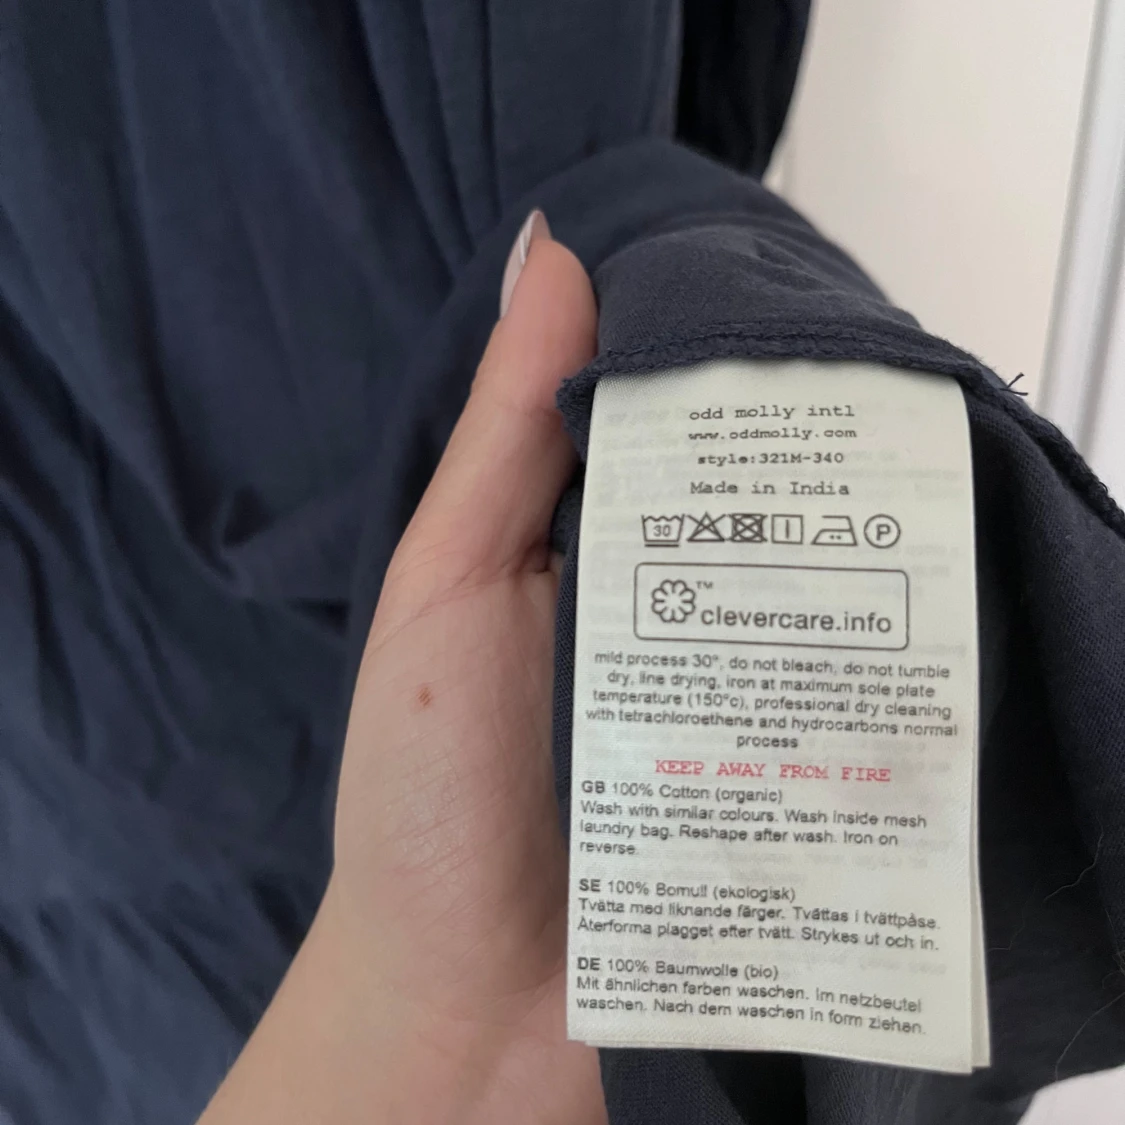 odd molly intl
www.oddmolly.com
style:321M-340
Made in India
30 P
™
clevercare.info
mild process 30°, do not bleach, do not tumble
dry, line drying, iron at maximum sole plate
temperature (150°c), professional dry cleaning
with tetrachloroethene and hydrocarbons normal
process
KEEP AWAY FROM FIRE
GB 100% Cotton (organic)
Wash with similar colours. Wash inside mesh
laundry bag. Reshape after wash. Iron on
reverse.
SE 100% Bomull (ekologisk)
Tvätta med liknande färger. Tvättas i tvättpåse.
Återforma plagget efter tvätt. Strykes ut och in.
DE 100% Baumwolle (bio)
Mit ähnlichen farben waschen. Im netzbeutel
waschen. Nach dem waschen in form ziehen.